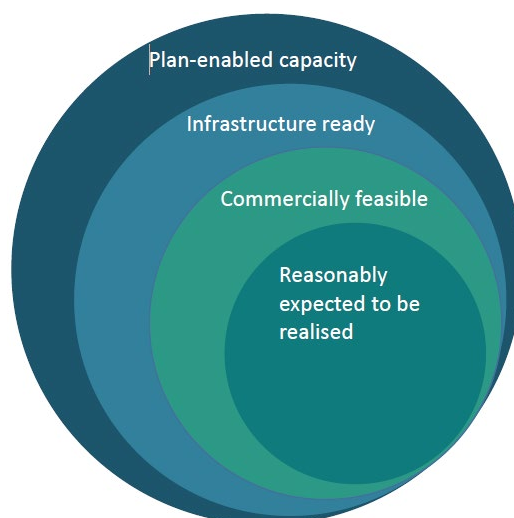 Plan-enabled capacity
Infrastructure ready
Commercially feasible
Reasonably
expected to be
realised